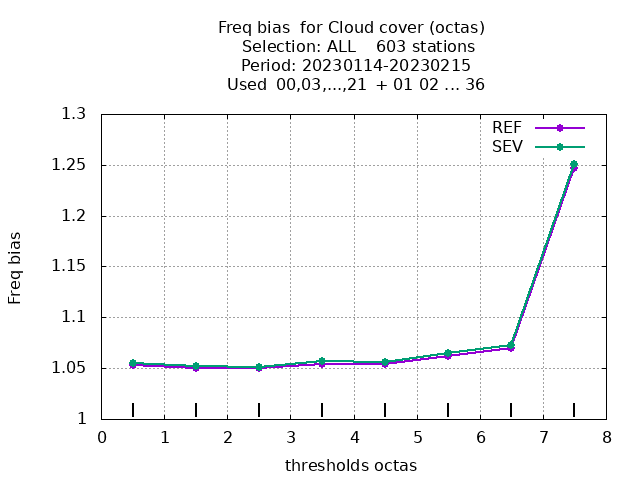 Freq bias  for Cloud cover (octas)
Selection: ALL    603 stations
Period: 20230114-20230215
Used  00,03,...,21  + 01 02 ... 36
REF
SEV
1.3
1.25
1.2
1.15
1.1
1.05
1
Freq bias
0 1 2 3 4 5 6 7 8
thresholds octas